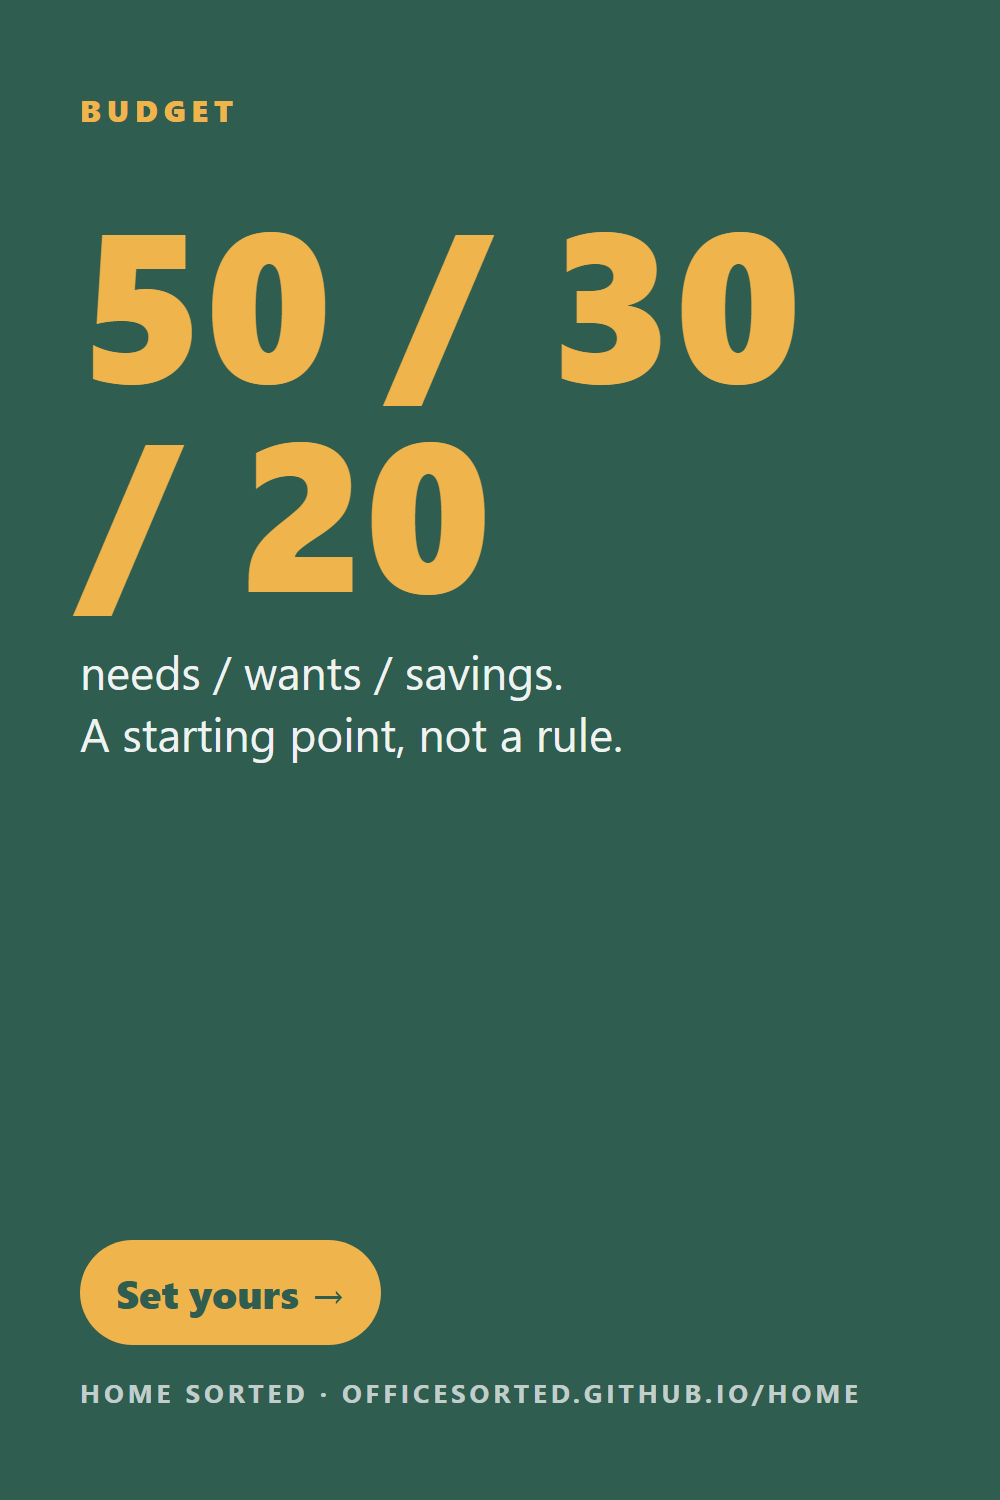 BUDGET
50 / 30
/ 20
needs / wants / savings.
A starting point, not a rule.
Set yours →
HOME SORTED · OFFICESORTED.GITHUB.IO/HOME